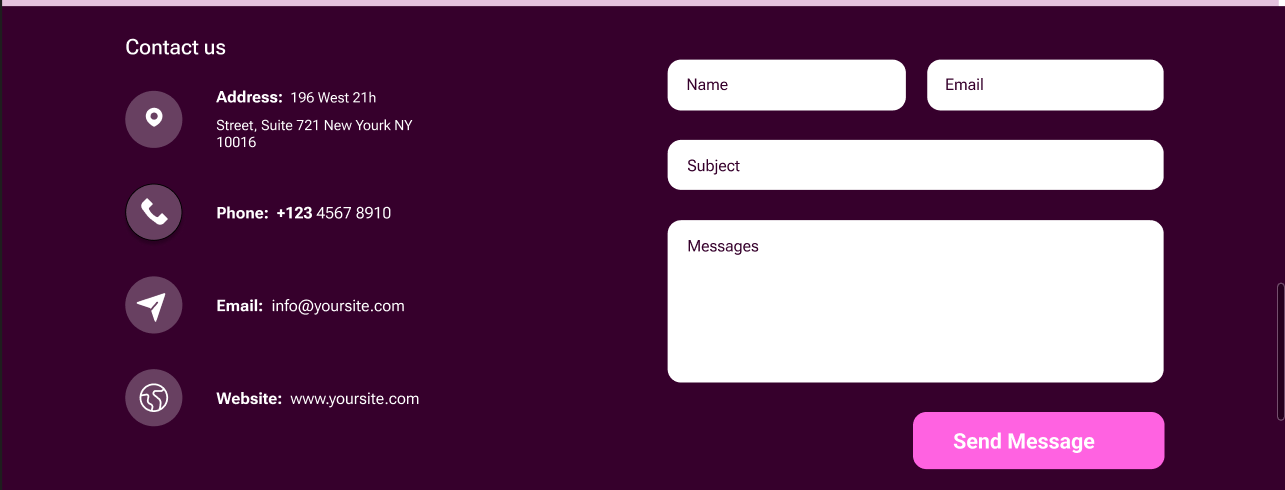 Contact us
Address: 196 West 21h
Street, Suite 721 New Yourk NY
10016
Phone: +123 4567 8910
Email: info@yoursite.com
Website: www.yoursite.com
Name
Email
Subject
Messages
Send Message